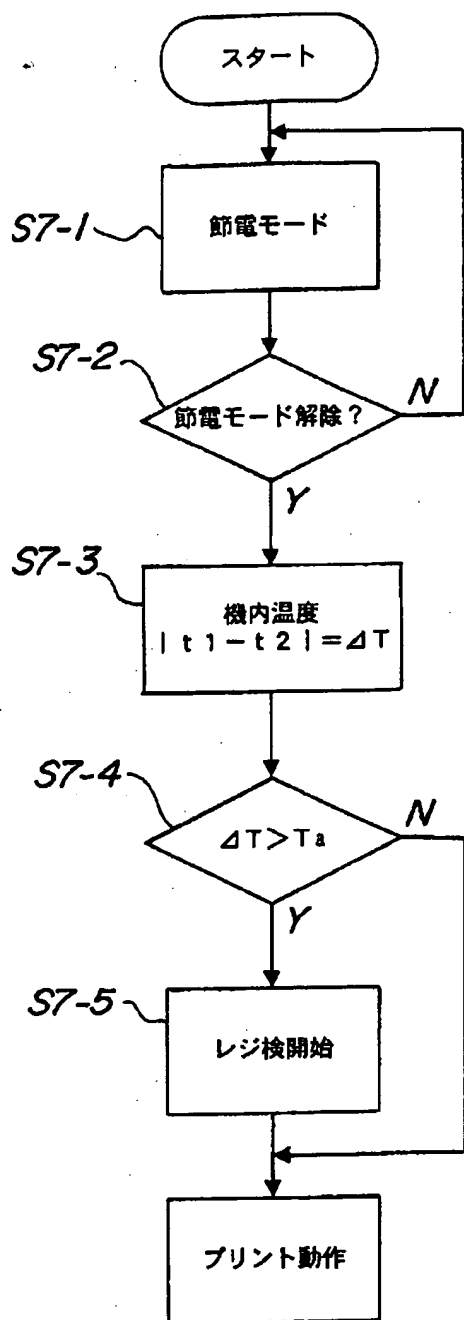 スタート
S7-1
節電モード
S7-2
節電モード解除？
N
Y
S7-3
機内温度
｜t1－t2｜＝⊿T
S7-4
⊿T＞Ta
N
Y
S7-5
レジ検開始
プリント動作